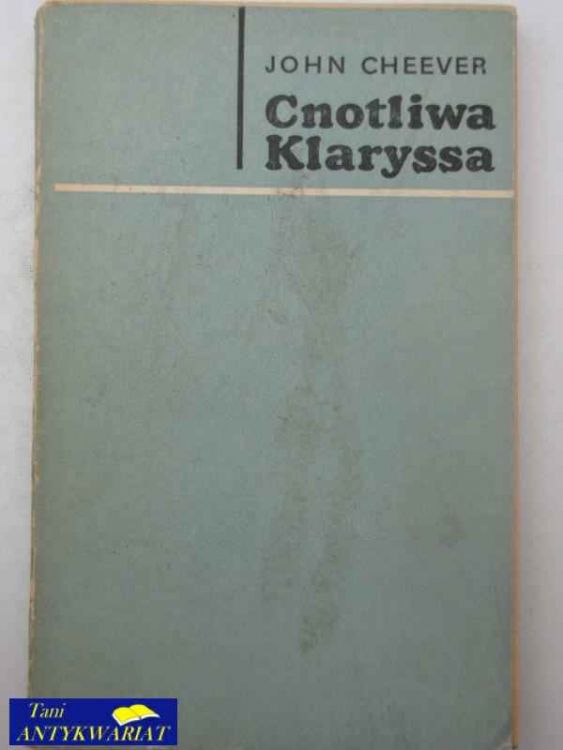 JOHN CHEEVER
Cnotliwa
Klaryssa
Tani
ANTYKWARIAT